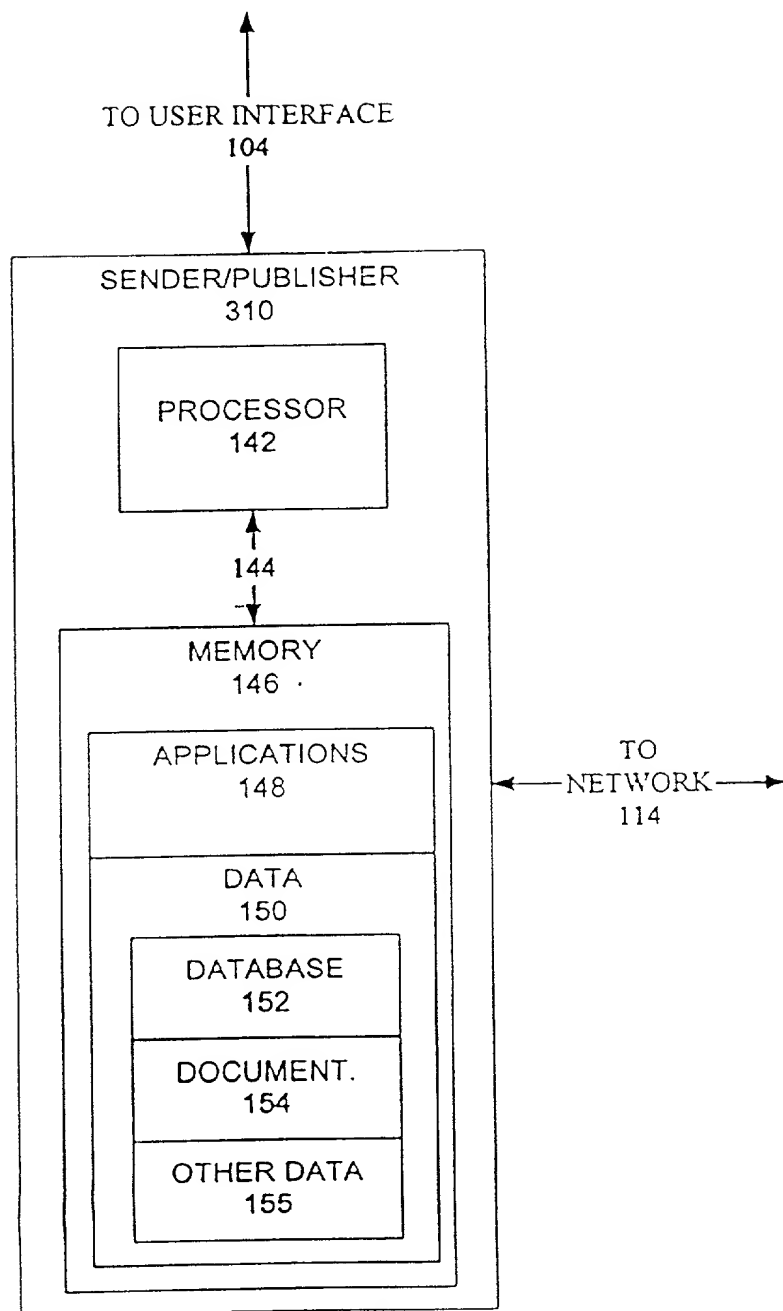 TO USER INTERFACE
104
SENDER/PUBLISHER
310
PROCESSOR
142
144
MEMORY
146
APPLICATIONS
148
TO
NETWORK
114
DATA
150
DATABASE
152
DOCUMENT.
154
OTHER DATA
155